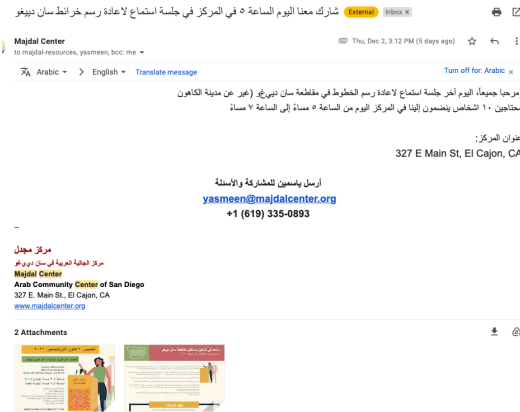 شارك معنا اليوم الساعة ٥ في المركز في جلسة استماع لاعادة رسم خرائط سان دييغو External Inbox ×
Majdal Center
to majdal-resources, yasmeen, bcc: me
Thu, Dec 2, 3:12 PM (5 days ago)
Arabic > English Translate message
Turn off for: Arabic ×
مرحبا جميعاً، اليوم آخر جلسة استماع لاعادة رسم الخطوط في مقاطعة سان ديبغو (غير عن مدينة الكاهون
محتاجين ١٠ اشخاص ينضمون إلينا في المركز اليوم من الساعة ٥ مساءً إلى الساعة ٧ مساءً
عنوان المركز:
327 E Main St, El Cajon, CA
أرسل ياسمين للمشاركة والأسئلة
yasmeen@majdalcenter.org
+1 (619) 335-0893
--
مركز مجدل
مركز الجالية العربية في سان دييغو
Majdal Center
Arab Community Center of San Diego
327 E. Main St., El Cajon, CA
www.majdalcenter.org
2 Attachments